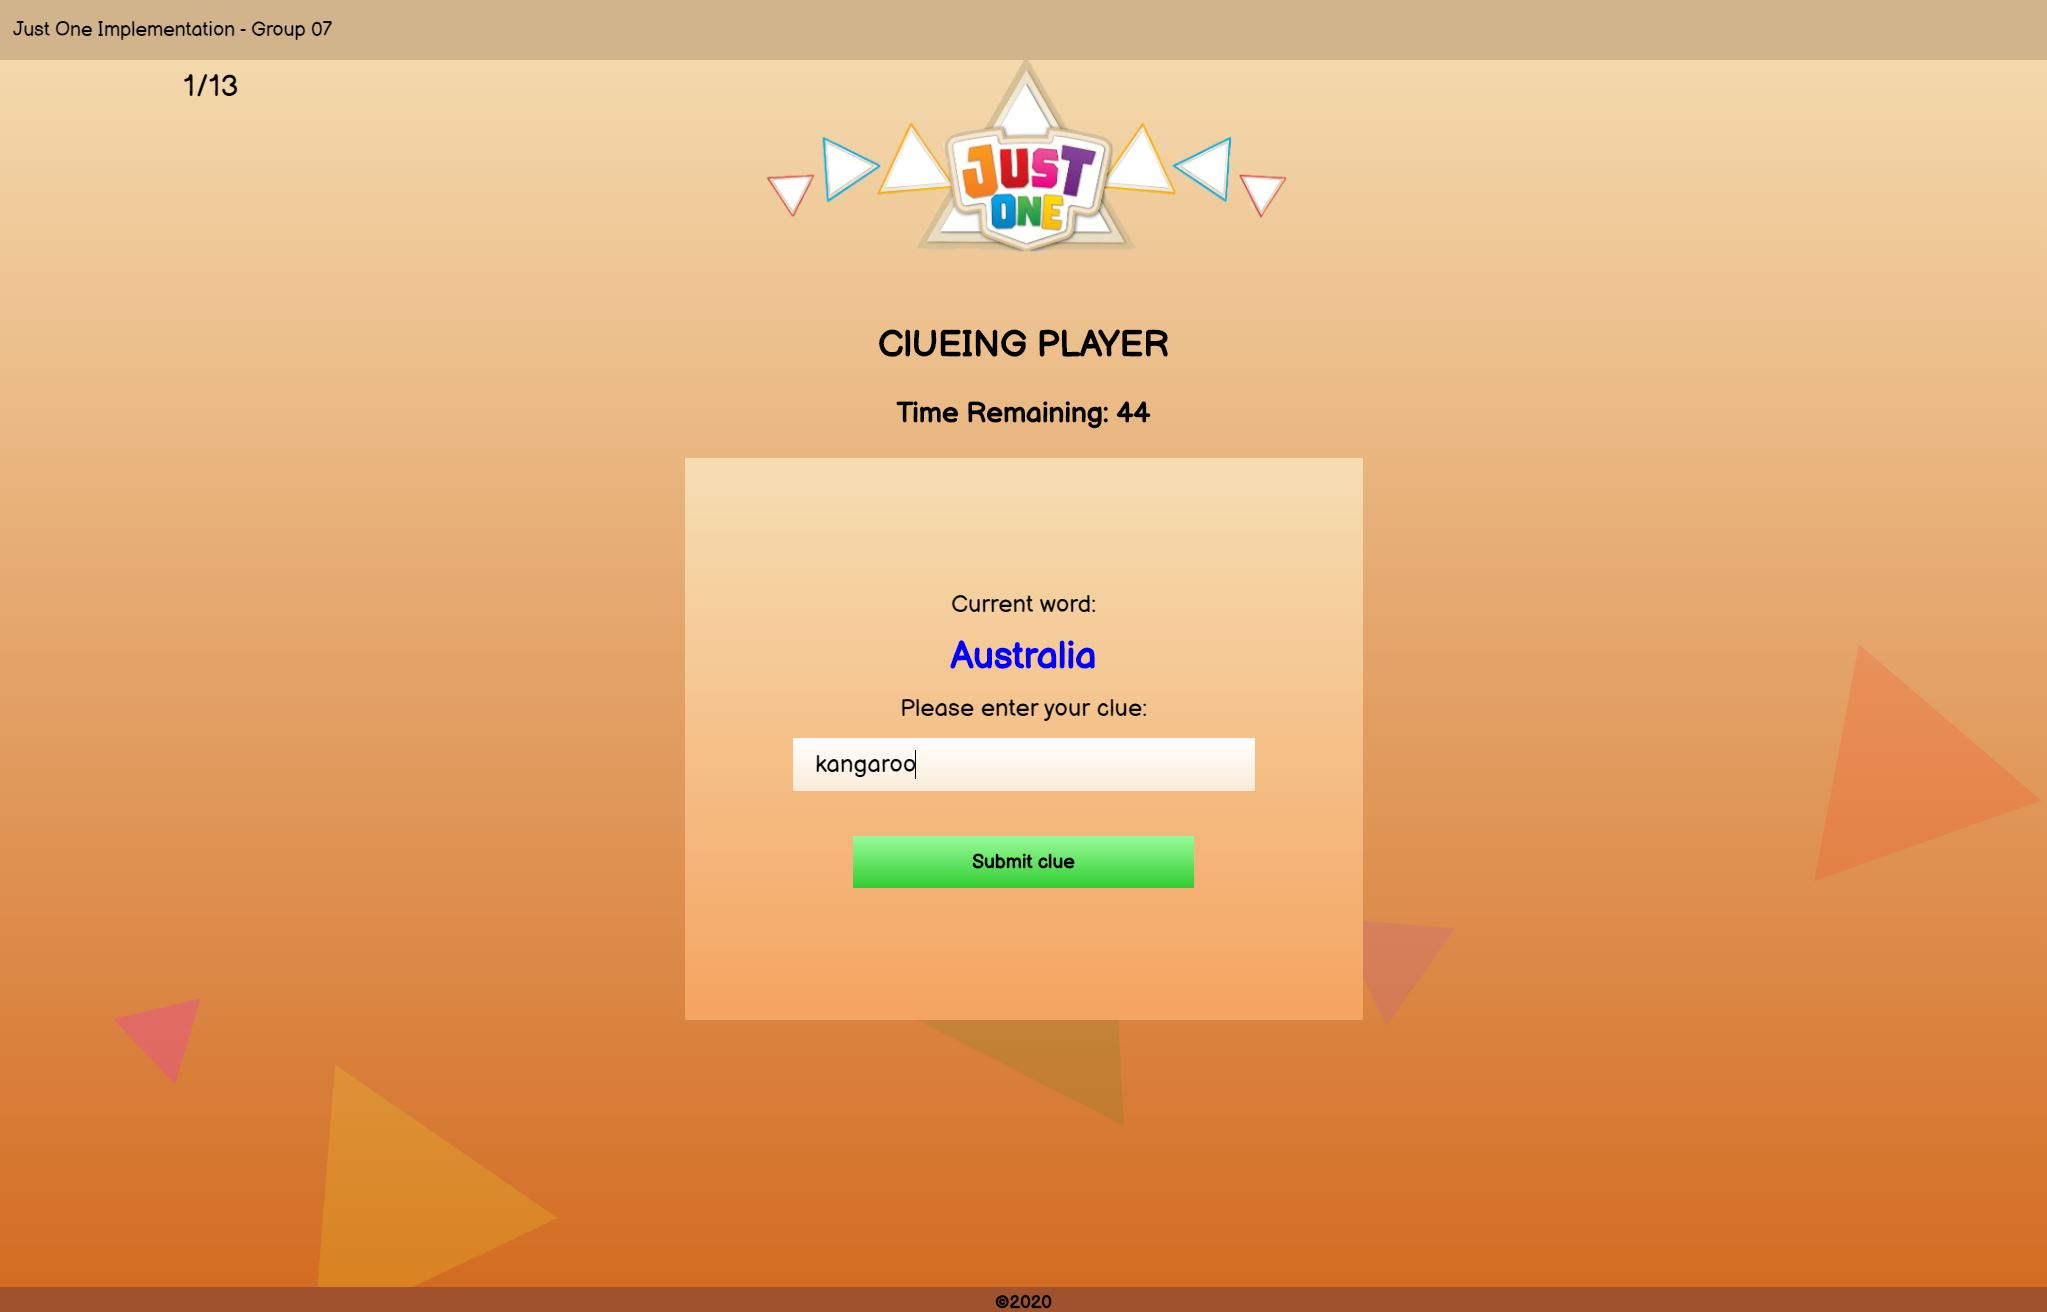 Just One Implementation - Group 07
1/13
JUST
ONE
ClUEING PLAYER
Time Remaining: 44
Current word:
Australia
Please enter your clue:
kangaroo
Submit clue
©2020